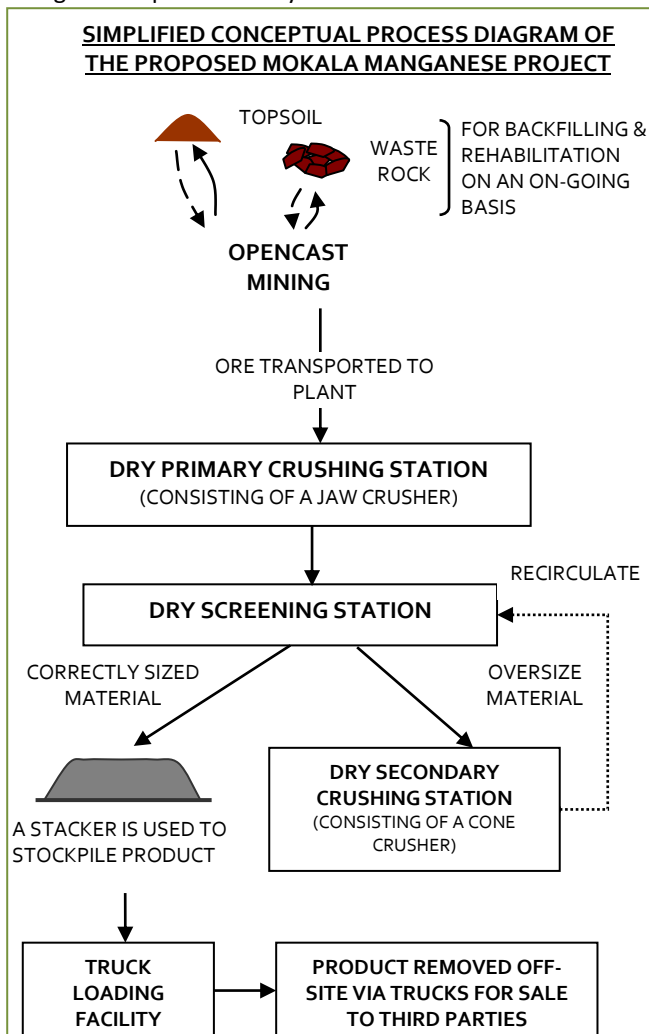 SIMPLIFIED CONCEPTUAL PROCESS DIAGRAM OF
THE PROPOSED MOKALA MANGANESE PROJECT
TOPSOIL
WASTE
ROCK
FOR BACKFILLING &
REHABILITATION
ON AN ON-GOING
BASIS
OPENCAST
MINING
ORE TRANSPORTED TO
PLANT
DRY PRIMARY CRUSHING STATION
(CONSISTING OF A JAW CRUSHER)
RECIRCULATE
DRY SCREENING STATION
CORRECTLY SIZED
MATERIAL
OVERSIZE
MATERIAL
DRY SECONDARY
CRUSHING STATION
(CONSISTING OF A CONE
CRUSHER)
A STACKER IS USED TO
STOCKPILE PRODUCT
TRUCK
LOADING
FACILITY
PRODUCT REMOVED OFF-
SITE VIA TRUCKS FOR SALE
TO THIRD PARTIES